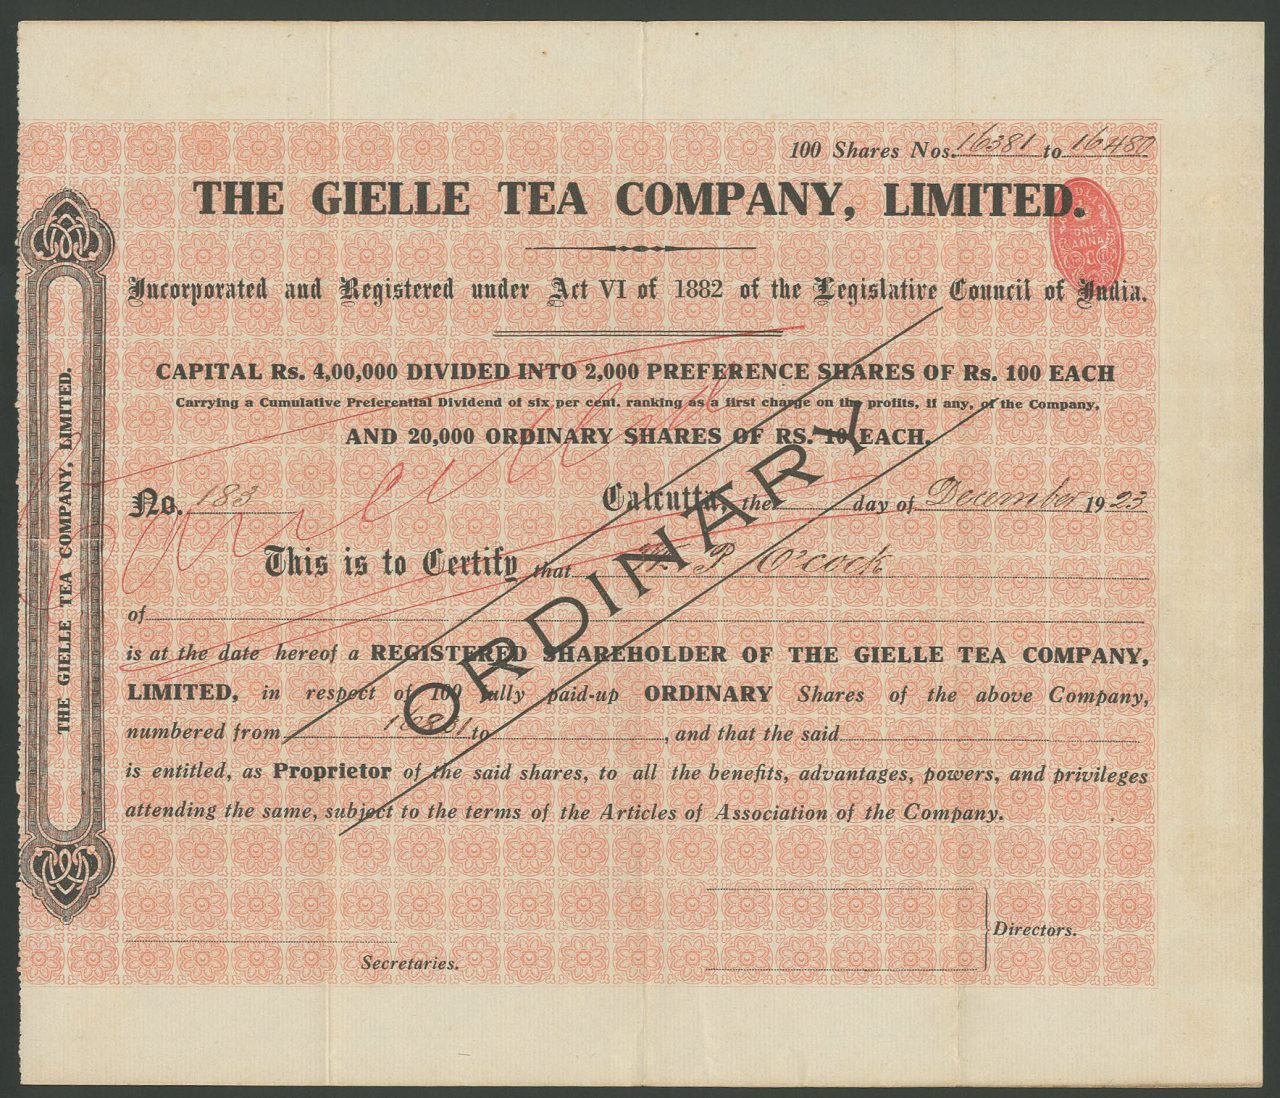 100 Shares Nos. 16381 to 16480
THE GIELLE TEA COMPANY, LIMITED.
ONE ANNA
Incorporated and Registered under Act VI of 1882 of the Legislative Council of India.
CAPITAL Rs. 4,00,000 DIVIDED INTO 2,000 PREFERENCE SHARES OF Rs. 100 EACH
Carrying a Cumulative Preferential Dividend of six per cent. ranking as a first charge on the profits, if any, of the Company,
AND 20,000 ORDINARY SHARES OF RS. 10 EACH.
No. 183 Calcutta, the day of December 1923
This is to Certify that P. O'cock
of
is at the date hereof a REGISTERED SHAREHOLDER OF THE GIELLE TEA COMPANY,
LIMITED, in respect of 100 fully paid-up ORDINARY Shares of the above Company,
numbered from to , and that the said
is entitled, as Proprietor of the said shares, to all the benefits, advantages, powers, and privileges
attending the same, subject to the terms of the Articles of Association of the Company.
Directors.
Secretaries.
ORDINARY
Cancelled
THE GIELLE TEA COMPANY, LIMITED.